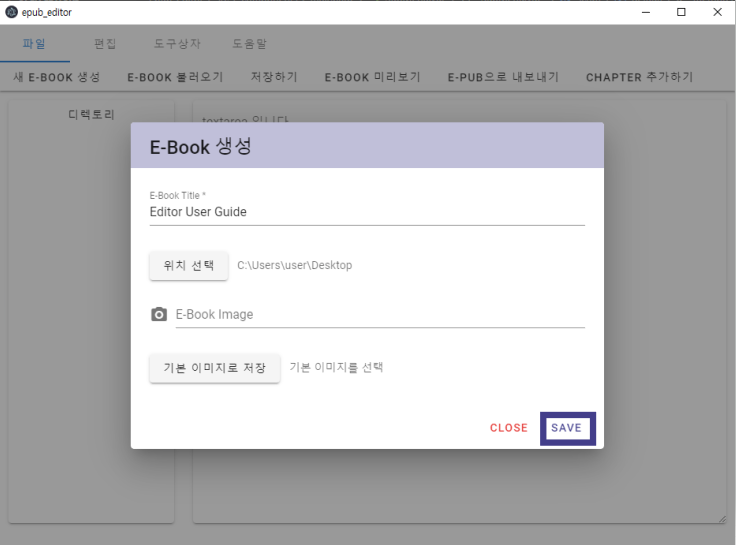 epub_editor
파일 편집 도구상자 도움말
새 E-BOOK 생성 E-BOOK 불러오기 저장하기 E-BOOK 미리보기 E-PUB으로 내보내기 CHAPTER 추가하기
디렉토리
textarea 입니다
E-Book 생성
E-Book Title *
Editor User Guide
위치 선택 C:\Users\user\Desktop
E-Book Image
기본 이미지로 저장 기본 이미지를 선택
CLOSE SAVE